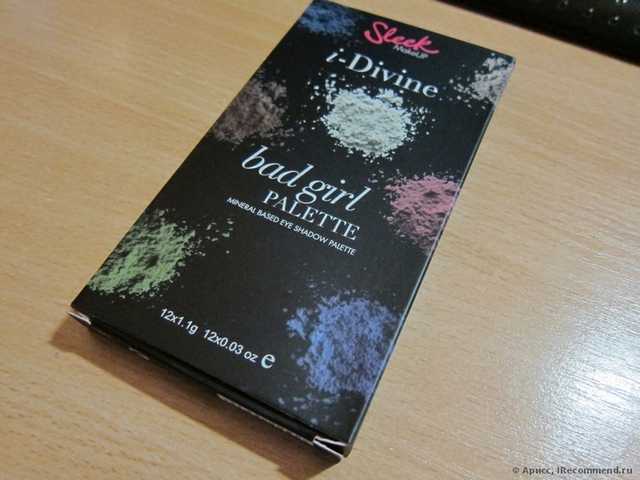 Sleek
MakeUP
i-Divine
bad girl
PALETTE
MINERAL BASED EYE SHADOW PALETTE
12x1.1g 12x0.03 oz e
© Арисс, IRecommend.ru